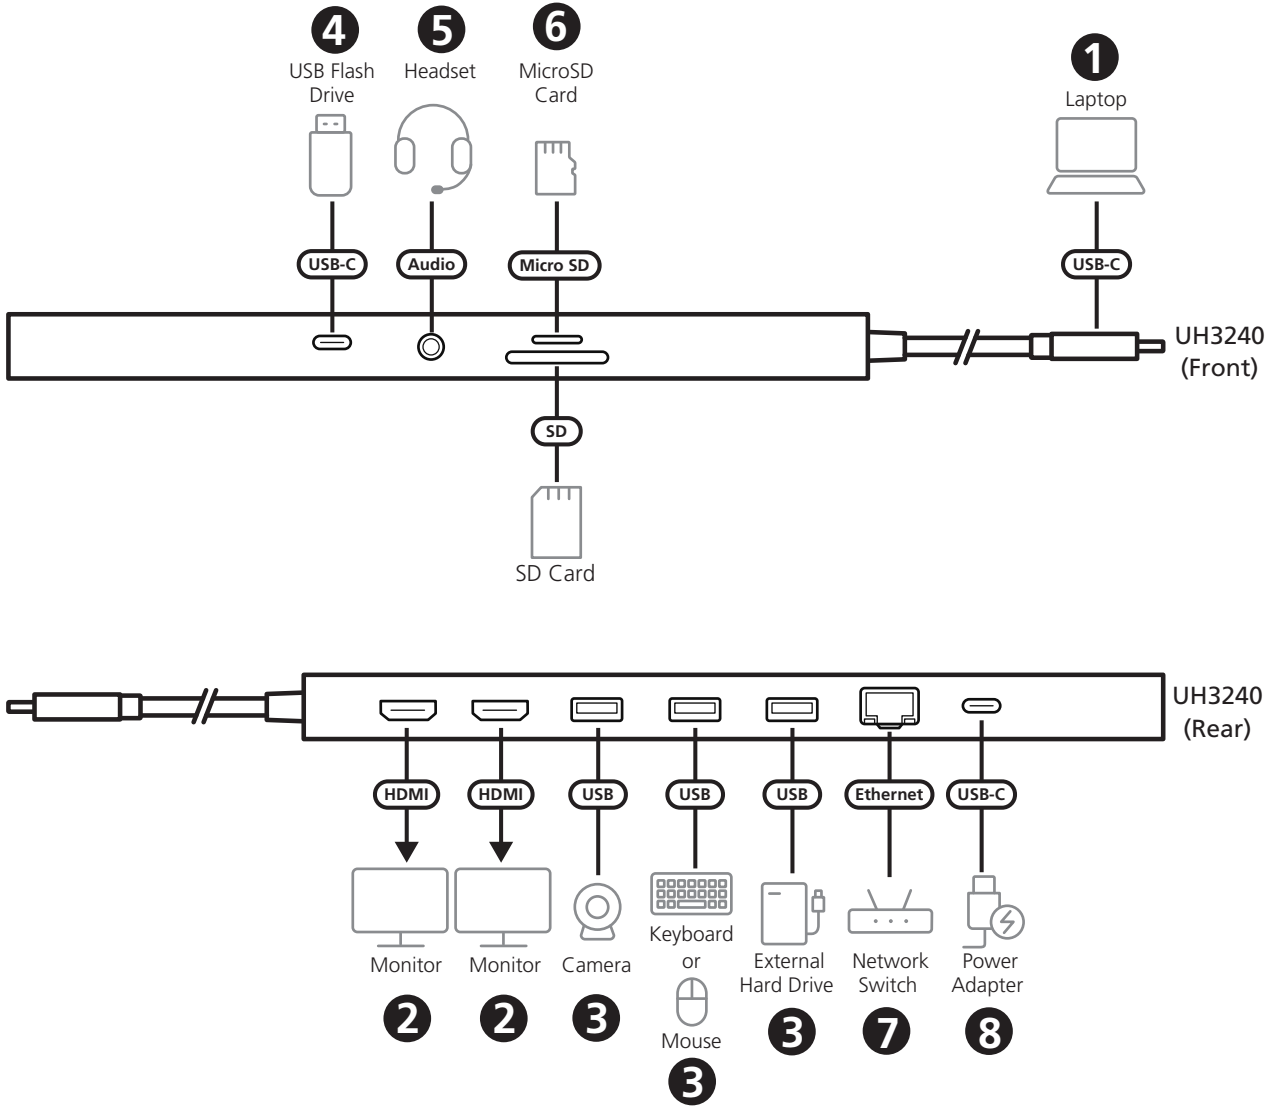 4
USB Flash
Drive
5
Headset
6
MicroSD
Card
1
Laptop
USB-C
Audio
Micro SD
USB-C
UH3240
(Front)
SD
SD Card
UH3240
(Rear)
HDMI
HDMI
USB
USB
USB
Ethernet
USB-C
Monitor
2
Monitor
2
Camera
3
Keyboard
or
Mouse
3
External
Hard Drive
3
Network
Switch
7
Power
Adapter
8